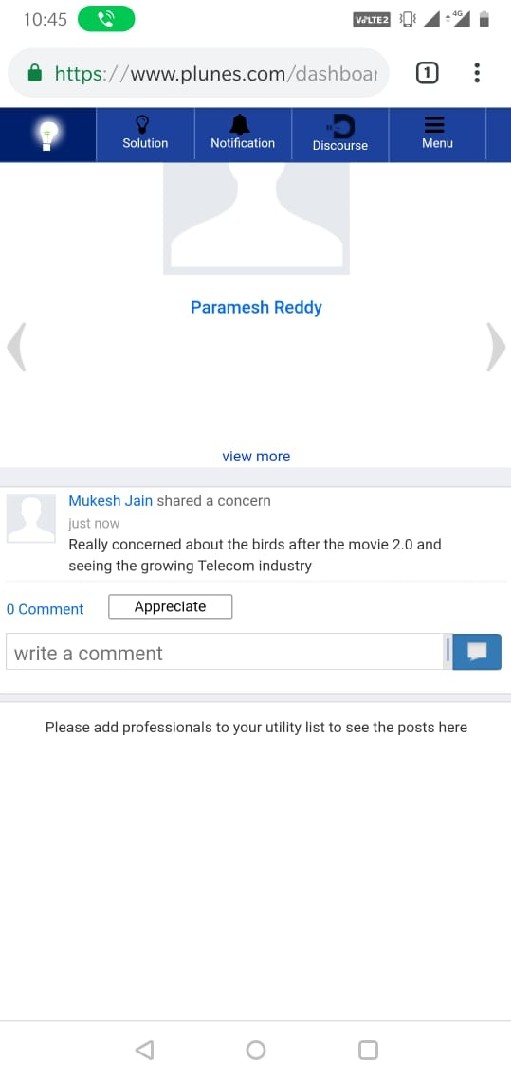 10:45
VoLTE 2
4G
https://www.plunes.com/dashboar
1
Solution
Notification
Discourse
Menu
Paramesh Reddy
view more
Mukesh Jain shared a concern
just now
Really concerned about the birds after the movie 2.0 and
seeing the growing Telecom industry
0 Comment
Appreciate
write a comment
Please add professionals to your utility list to see the posts here